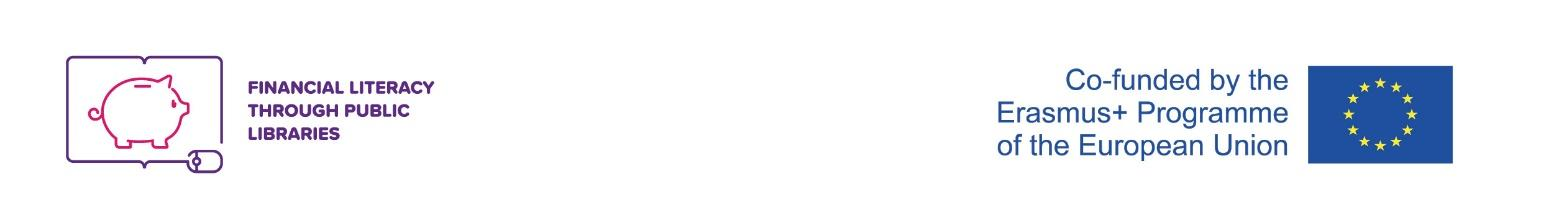 FINANCIAL LITERACY
THROUGH PUBLIC
LIBRARIES
Co-funded by the
Erasmus+ Programme
of the European Union